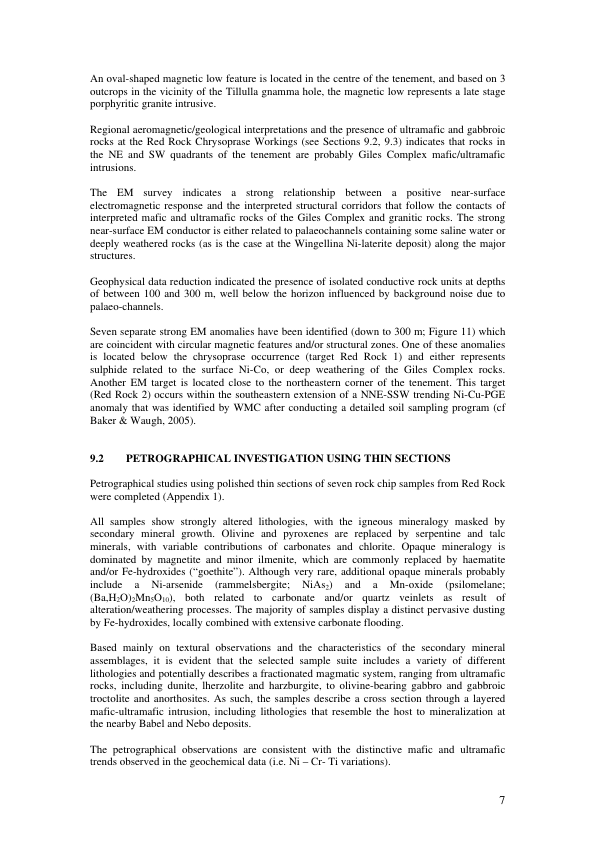 An oval-shaped magnetic low feature is located in the centre of the tenement, and based on 3
outcrops in the vicinity of the Tillulla gnamma hole, the magnetic low represents a late stage
porphyritic granite intrusive.
Regional aeromagnetic/geological interpretations and the presence of ultramafic and gabbroic
rocks at the Red Rock Chrysoprase Workings (see Sections 9.2, 9.3) indicates that rocks in
the NE and SW quadrants of the tenement are probably Giles Complex mafic/ultramafic
intrusions.
The EM survey indicates a strong relationship between a positive near-surface
electromagnetic response and the interpreted structural corridors that follow the contacts of
interpreted mafic and ultramafic rocks of the Giles Complex and granitic rocks. The strong
near-surface EM conductor is either related to palaeochannels containing some saline water or
deeply weathered rocks (as is the case at the Wingellina Ni-laterite deposit) along the major
structures.
Geophysical data reduction indicated the presence of isolated conductive rock units at depths
of between 100 and 300 m, well below the horizon influenced by background noise due to
palaeo-channels.
Seven separate strong EM anomalies have been identified (down to 300 m; Figure 11) which
are coincident with circular magnetic features and/or structural zones. One of these anomalies
is located below the chrysoprase occurrence (target Red Rock 1) and either represents
sulphide related to the surface Ni-Co, or deep weathering of the Giles Complex rocks.
Another EM target is located close to the northeastern corner of the tenement. This target
(Red Rock 2) occurs within the southeastern extension of a NNE-SSW trending Ni-Cu-PGE
anomaly that was identified by WMC after conducting a detailed soil sampling program (cf
Baker & Waugh, 2005).
9.2 PETROGRAPHICAL INVESTIGATION USING THIN SECTIONS
Petrographical studies using polished thin sections of seven rock chip samples from Red Rock
were completed (Appendix 1).
All samples show strongly altered lithologies, with the igneous mineralogy masked by
secondary mineral growth. Olivine and pyroxenes are replaced by serpentine and talc
minerals, with variable contributions of carbonates and chlorite. Opaque mineralogy is
dominated by magnetite and minor ilmenite, which are commonly replaced by haematite
and/or Fe-hydroxides (“goethite”). Although very rare, additional opaque minerals probably
include a Ni-arsenide (rammelsbergite; NiAs2) and a Mn-oxide (psilomelane;
(Ba,H2O)2Mn5O10), both related to carbonate and/or quartz veinlets as result of
alteration/weathering processes. The majority of samples display a distinct pervasive dusting
by Fe-hydroxides, locally combined with extensive carbonate flooding.
Based mainly on textural observations and the characteristics of the secondary mineral
assemblages, it is evident that the selected sample suite includes a variety of different
lithologies and potentially describes a fractionated magmatic system, ranging from ultramafic
rocks, including dunite, lherzolite and harzburgite, to olivine-bearing gabbro and gabbroic
troctolite and anorthosites. As such, the samples describe a cross section through a layered
mafic-ultramafic intrusion, including lithologies that resemble the host to mineralization at
the nearby Babel and Nebo deposits.
The petrographical observations are consistent with the distinctive mafic and ultramafic
trends observed in the geochemical data (i.e. Ni – Cr- Ti variations).
7